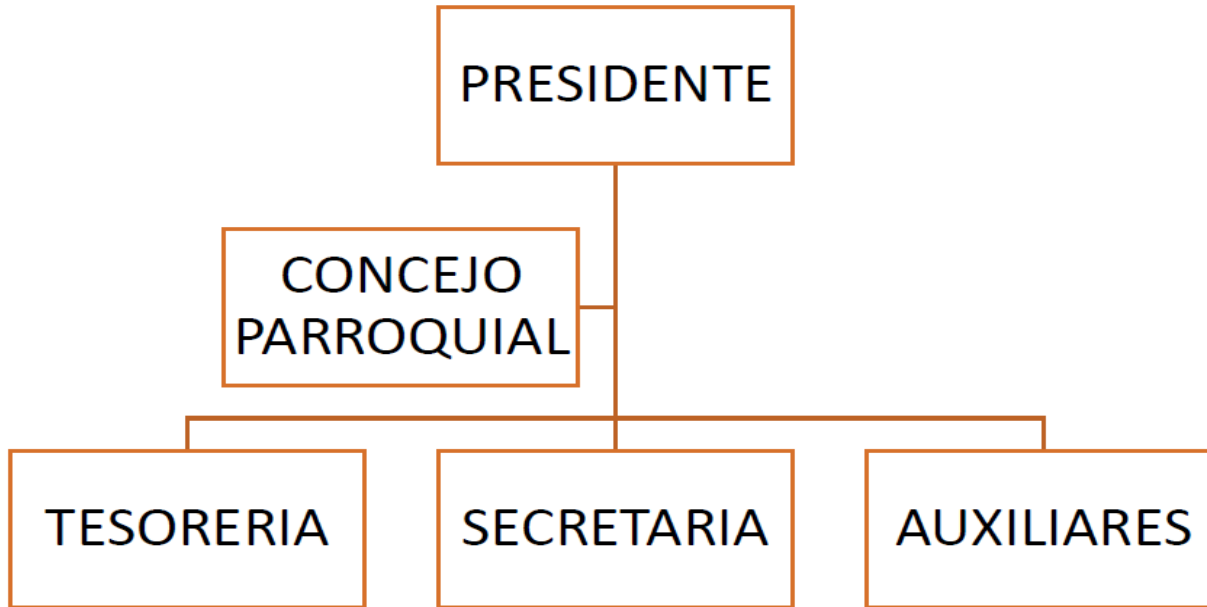 PRESIDENTE
CONCEJO
PARROQUIAL
TESORERIA
SECRETARIA
AUXILIARES